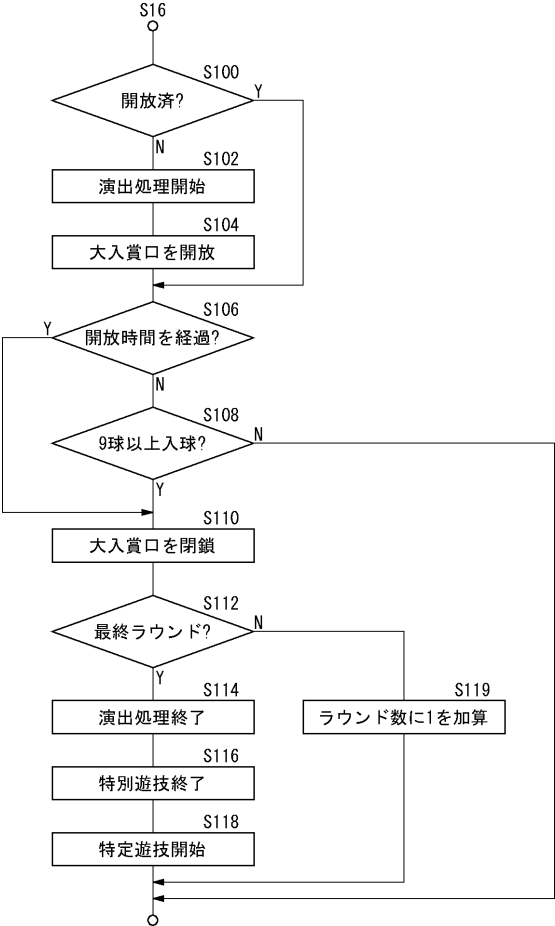 S16
S100
開放済?
Y
N
S102
演出処理開始
S104
大入賞口を開放
S106
Y
開放時間を経過?
N
S108
9球以上入球?
N
Y
S110
大入賞口を閉鎖
S112
最終ラウンド?
N
Y
S114
演出処理終了
S119
ラウンド数に1を加算
S116
特別遊技終了
S118
特定遊技開始